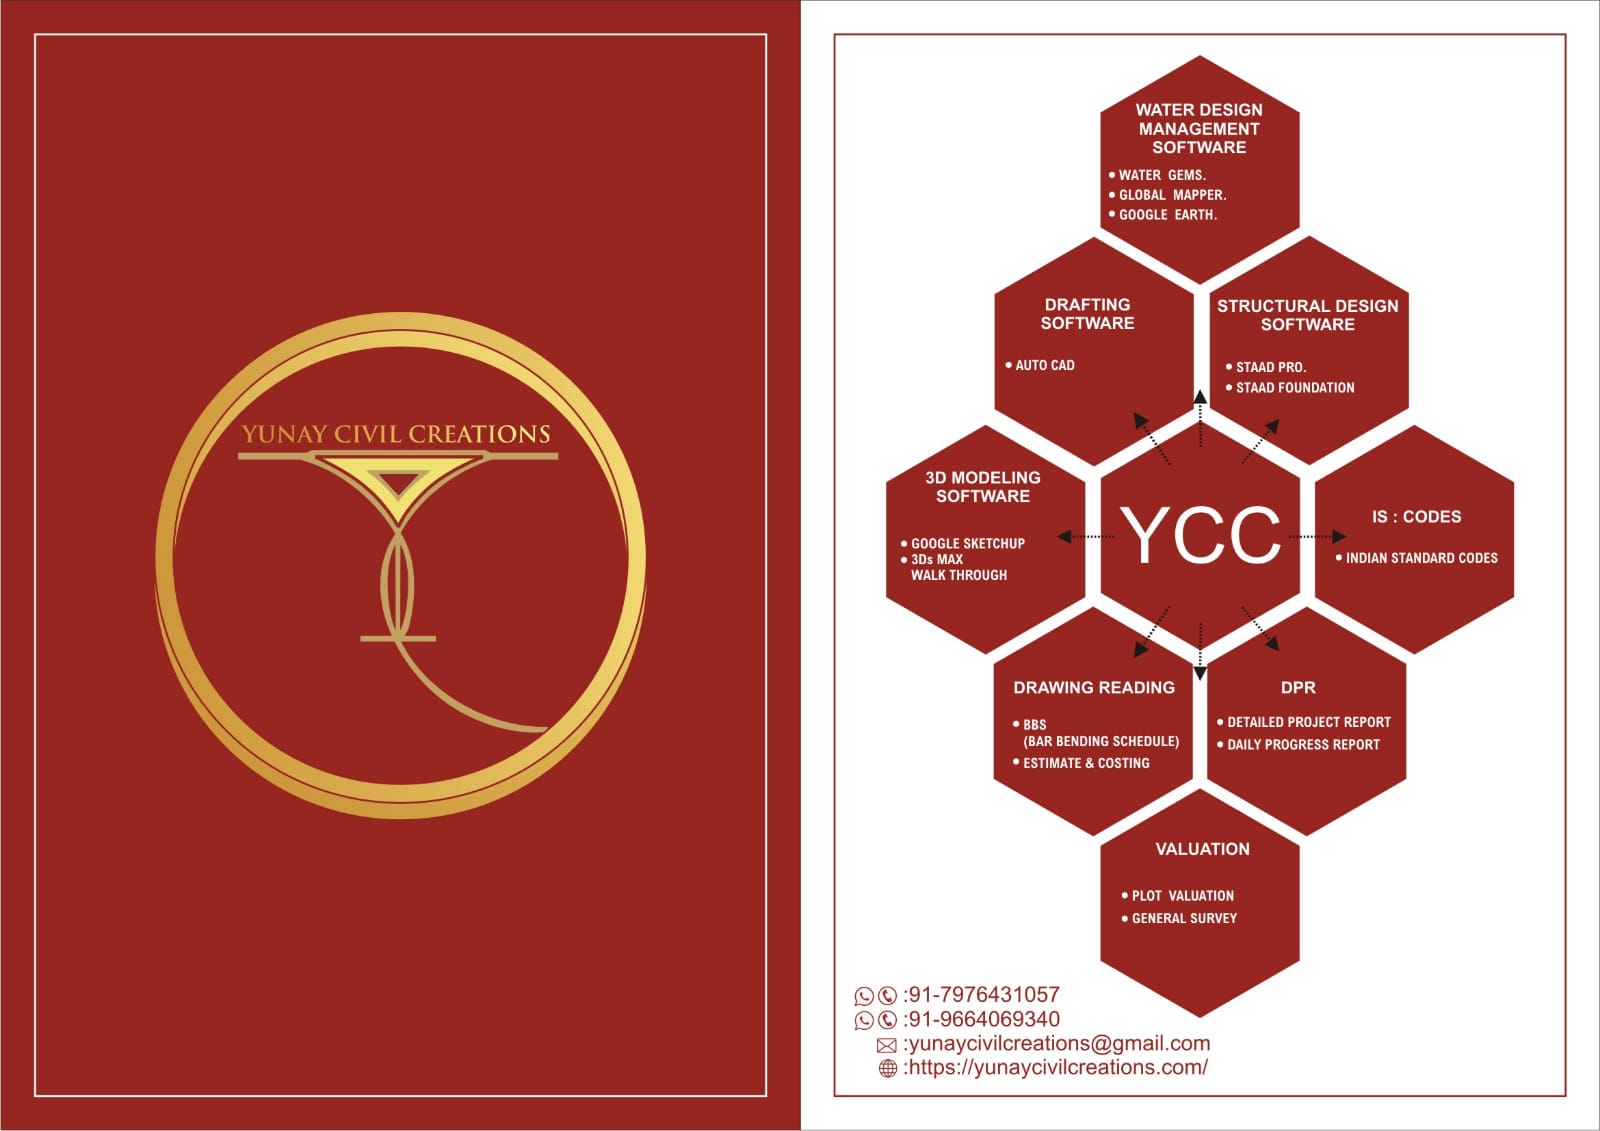 YUNAY CIVIL CREATIONS
WATER DESIGN
MANAGEMENT
SOFTWARE
• WATER GEMS.
• GLOBAL MAPPER.
• GOOGLE EARTH.
DRAFTING
SOFTWARE
• AUTO CAD
STRUCTURAL DESIGN
SOFTWARE
• STAAD PRO.
• STAAD FOUNDATION
3D MODELING
SOFTWARE
• GOOGLE SKETCHUP
• 3Ds MAX
WALK THROUGH
YCC
IS : CODES
• INDIAN STANDARD CODES
DRAWING READING
• BBS
(BAR BENDING SCHEDULE)
• ESTIMATE & COSTING
DPR
• DETAILED PROJECT REPORT
• DAILY PROGRESS REPORT
VALUATION
• PLOT VALUATION
• GENERAL SURVEY
:91-7976431057
:91-9664069340
:yunaycivilcreations@gmail.com
:https://yunaycivilcreations.com/